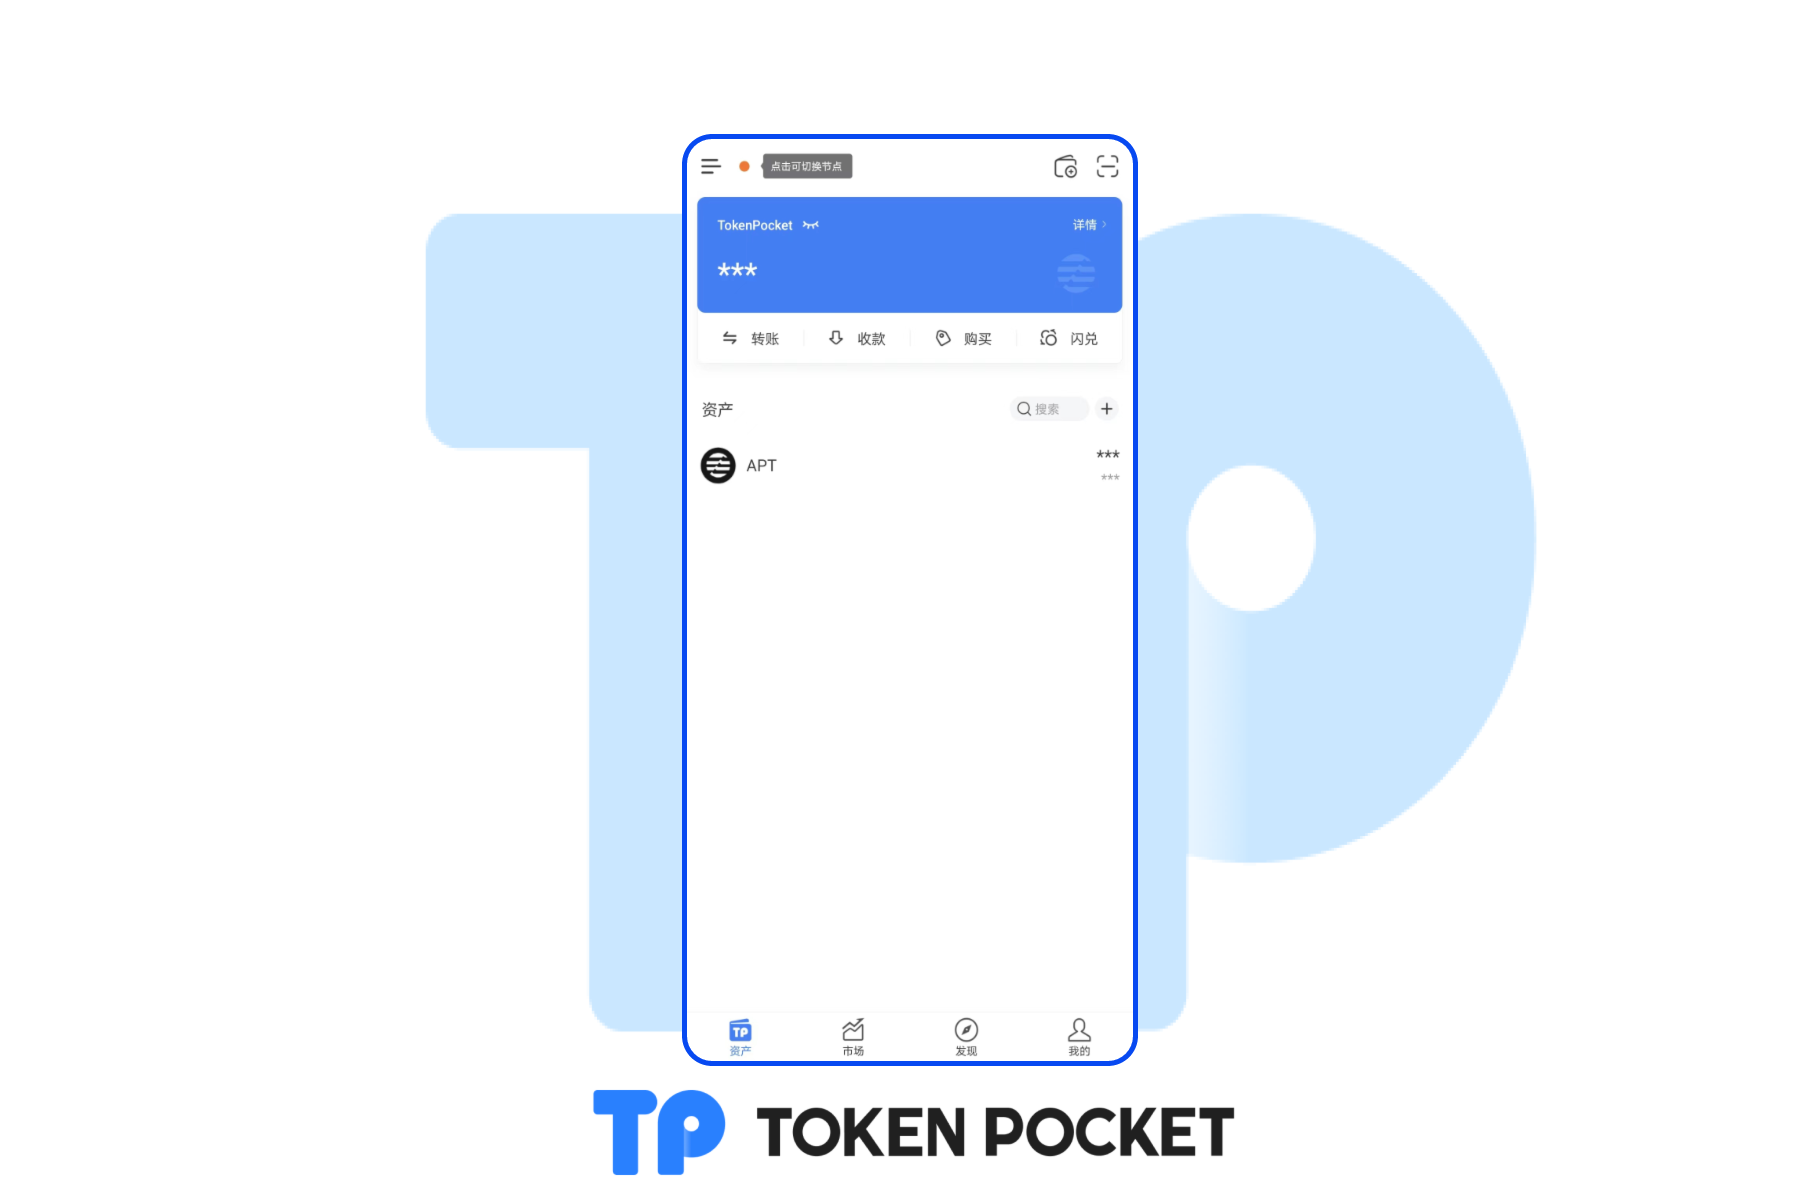 点击可切换节点
TokenPocket
详情
***
转账 收款 购买 闪兑
资产 搜索
APT ***
***
TP
资产 市场 发现 我的
TP TOKEN POCKET